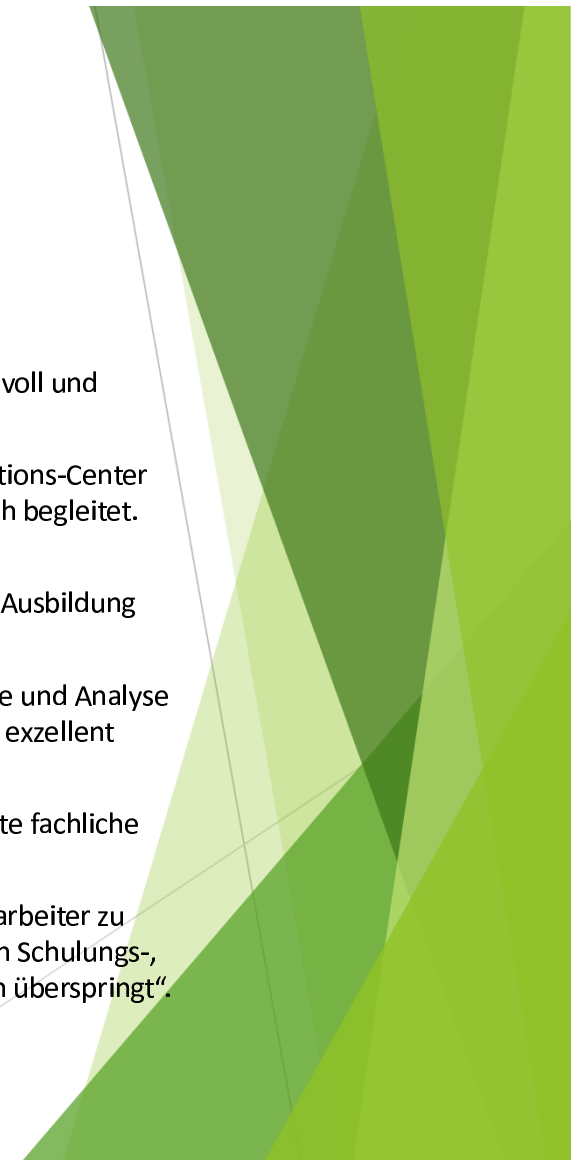 voll und
tions-Center
h begleitet.
Ausbildung
e und Analyse
exzellent
te fachliche
arbeiter zu
n Schulungs-,
n überspringt“.